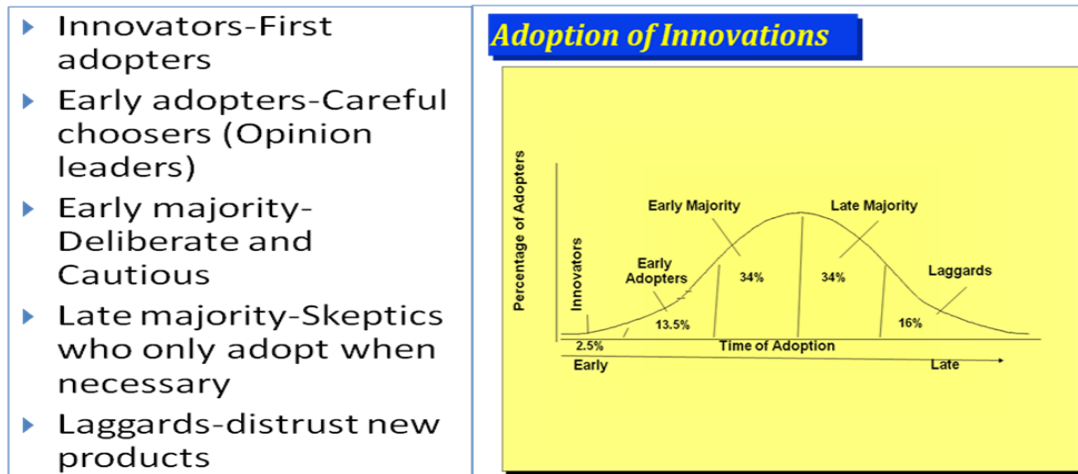 Innovators-First
adopters
Early adopters-Careful
choosers (Opinion
leaders)
Early majority-
Deliberate and
Cautious
Late majority-Skeptics
who only adopt when
necessary
Laggards-distrust new
products
Adoption of Innovations
Percentage of Adopters
Innovators
Early
Adopters
Early Majority
Late Majority
Laggards
2.5%
13.5%
34%
34%
16%
Time of Adoption
Early
Late